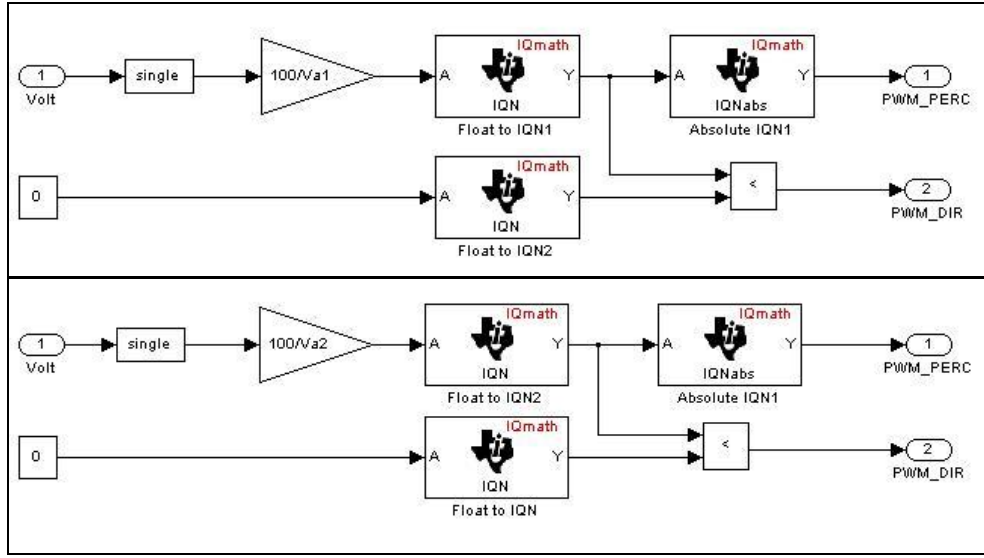 IQmath IQmath
1 single 100/Va1 A Y A Y 1
Volt IQN IQNabs PWM_PERC
Float to IQN1 Absolute IQN1
IQmath
0 A Y < 2
IQN PWM_DIR
Float to IQN2
IQmath IQmath
1 single 100/Va2 A Y A Y 1
Volt IQN IQNabs PWM_PERC
Float to IQN2 Absolute IQN1
IQmath
0 A Y < 2
IQN PWM_DIR
Float to IQN